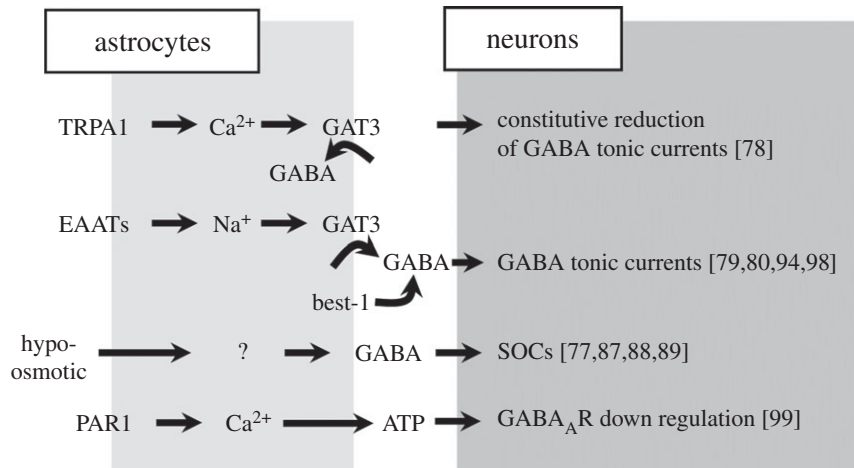 astrocytes
neurons
TRPA1 Ca²⁺ GAT3 constitutive reduction
of GABA tonic currents [78]
GABA
EAATs Na⁺ GAT3
GABA GABA tonic currents [79,80,94,98]
best-1
hypo-
osmotic ? GABA SOCs [77,87,88,89]
PAR1 Ca²⁺ ATP GABA_AR down regulation [99]